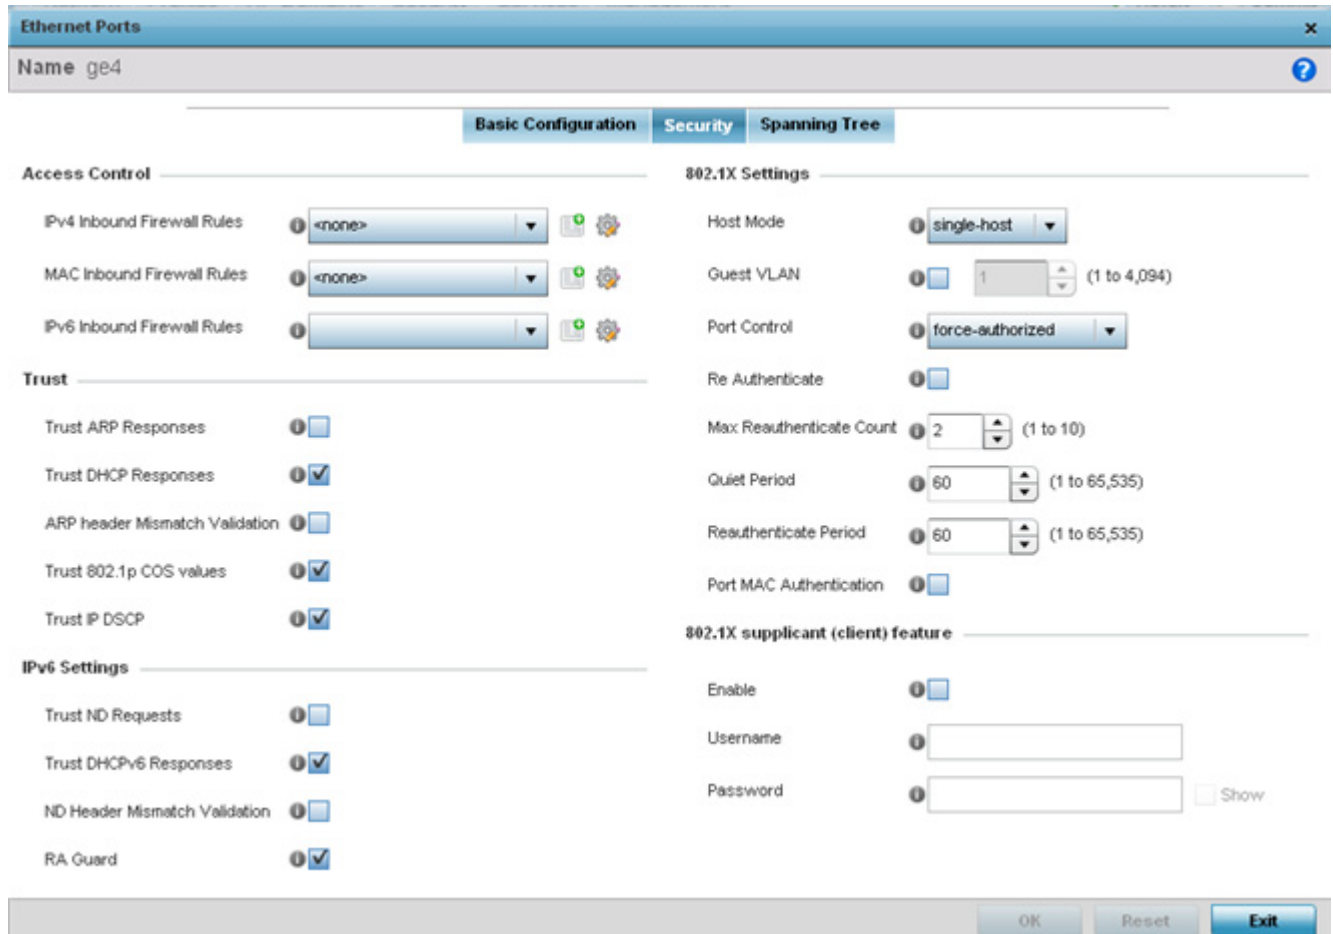 Ethernet Ports
Name ge4
Basic Configuration
Security
Spanning Tree
Access Control
IPv4 Inbound Firewall Rules
<none>
MAC Inbound Firewall Rules
<none>
IPv6 Inbound Firewall Rules
Trust
Trust ARP Responses
Trust DHCP Responses
ARP header Mismatch Validation
Trust 802.1p COS values
Trust IP DSCP
IPv6 Settings
Trust ND Requests
Trust DHCPv6 Responses
ND Header Mismatch Validation
RA Guard
802.1X Settings
Host Mode
single-host
Guest VLAN
1
(1 to 4,094)
Port Control
force-authorized
Re Authenticate
Max Reauthenticate Count
2
(1 to 10)
Quiet Period
60
(1 to 65,535)
Reauthenticate Period
60
(1 to 65,535)
Port MAC Authentication
802.1X supplicant (client) feature
Enable
Username
Password
Show
OK
Reset
Exit